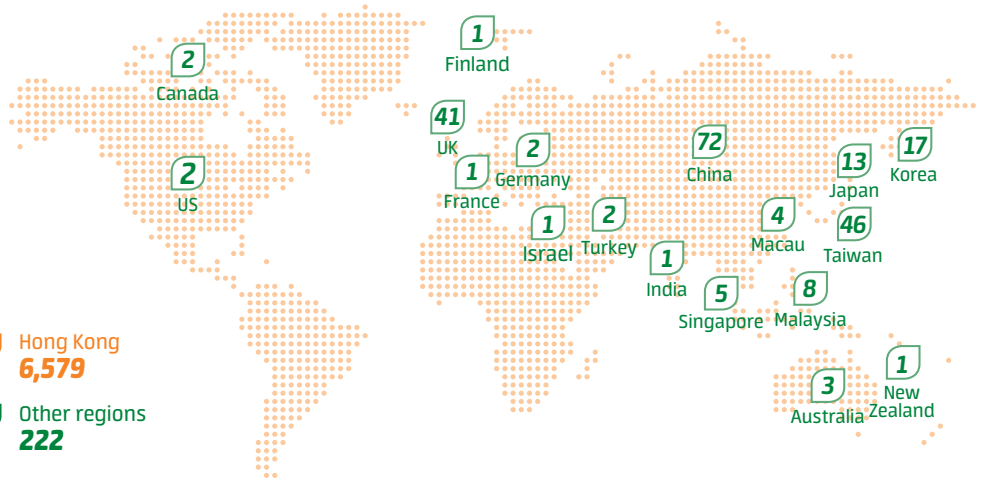 1
Finland
2
Canada
41
UK
2
Germany
1
France
72
China
17
Korea
13
Japan
2
US
1
Israel
2
Turkey
4
Macau
46
Taiwan
1
India
5
Singapore
8
Malaysia
Hong Kong
6,579
3
Australia
1
New
Zealand
Other regions
222